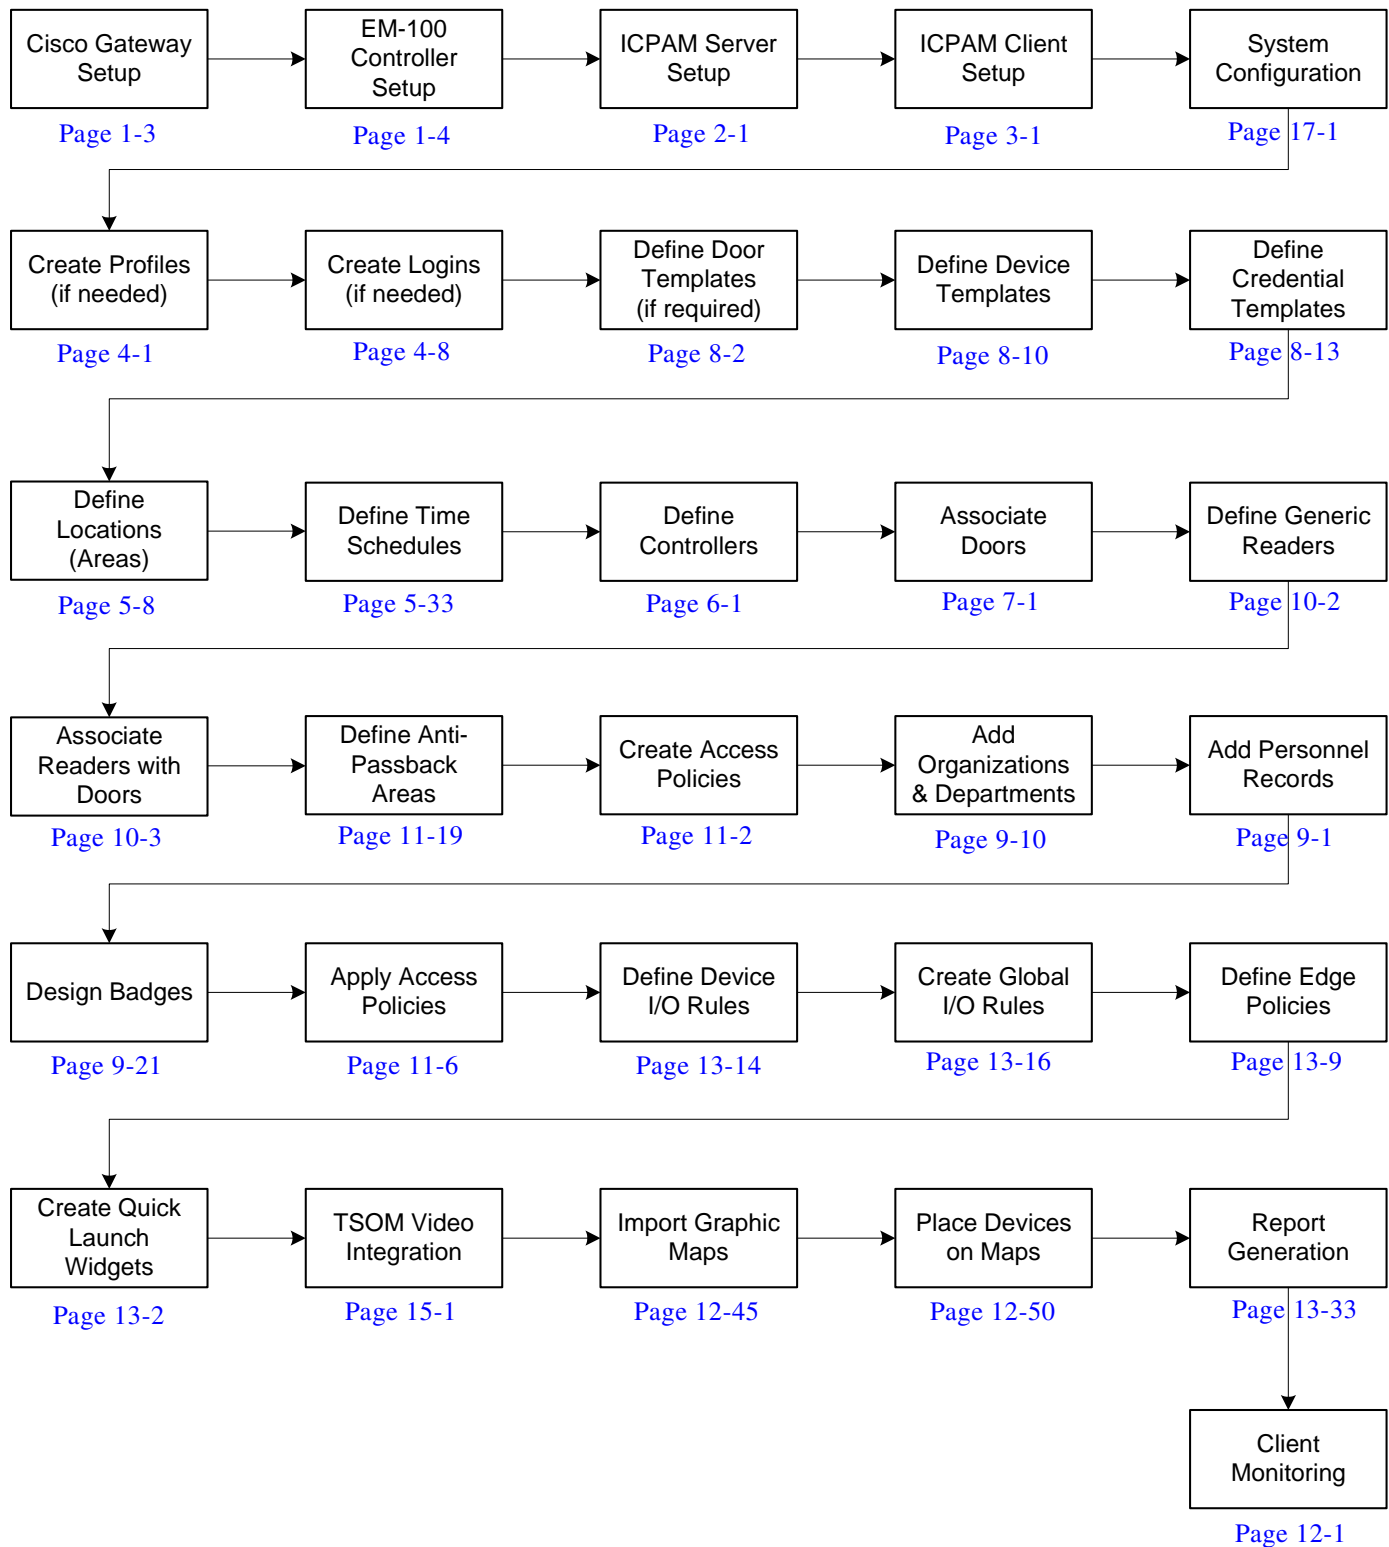 Cisco Gateway
Setup
Page 1-3
EM-100
Controller
Setup
Page 1-4
ICPAM Server
Setup
Page 2-1
ICPAM Client
Setup
Page 3-1
System
Configuration
Page 17-1
Create Profiles
(if needed)
Page 4-1
Create Logins
(if needed)
Page 4-8
Define Door
Templates
(if required)
Page 8-2
Define Device
Templates
Page 8-10
Define
Credential
Templates
Page 8-13
Define
Locations
(Areas)
Page 5-8
Define Time
Schedules
Page 5-33
Define
Controllers
Page 6-1
Associate
Doors
Page 7-1
Define Generic
Readers
Page 10-2
Associate
Readers with
Doors
Page 10-3
Define Anti-
Passback
Areas
Page 11-19
Create Access
Policies
Page 11-2
Add
Organizations
& Departments
Page 9-10
Add Personnel
Records
Page 9-1
Design Badges
Page 9-21
Apply Access
Policies
Page 11-6
Define Device
I/O Rules
Page 13-14
Create Global
I/O Rules
Page 13-16
Define Edge
Policies
Page 13-9
Create Quick
Launch
Widgets
Page 13-2
TSOM Video
Integration
Page 15-1
Import Graphic
Maps
Page 12-45
Place Devices
on Maps
Page 12-50
Report
Generation
Page 13-33
Client
Monitoring
Page 12-1